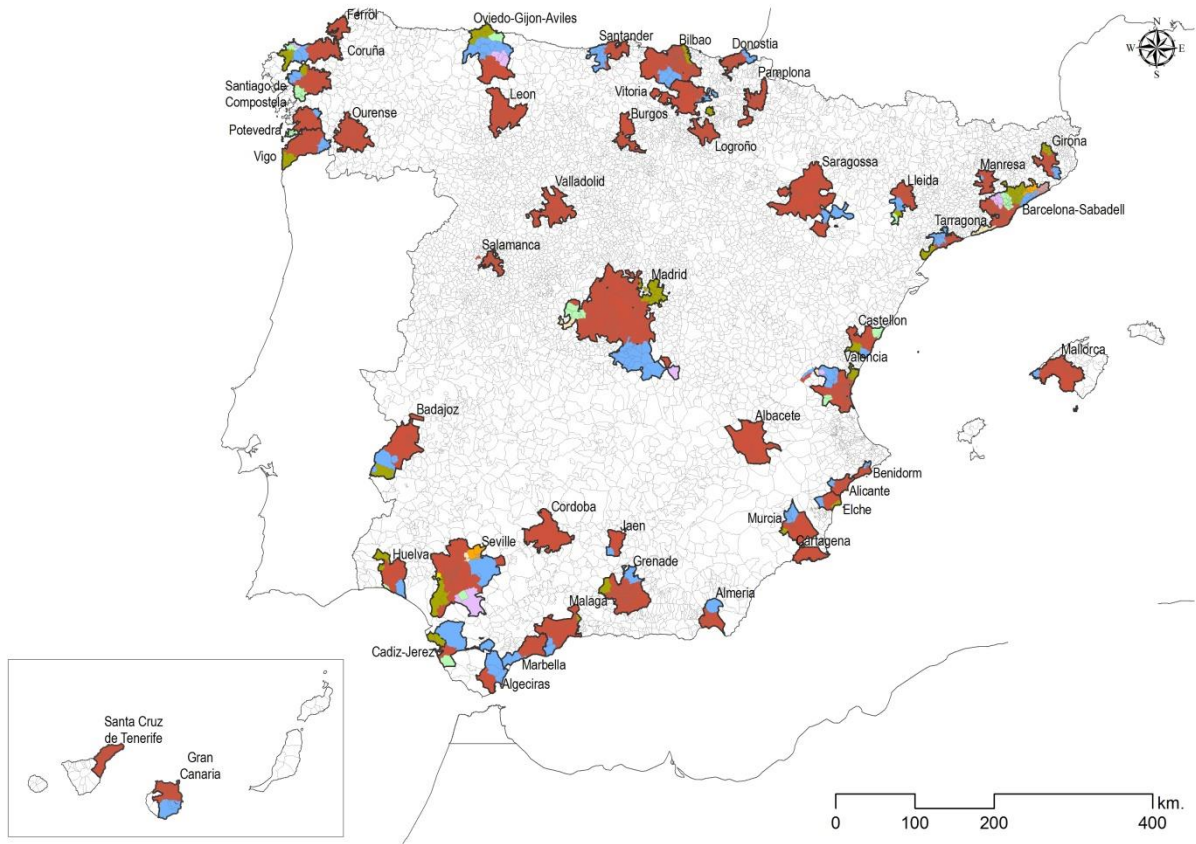 Ferrol
Oviedo-Gijon-Aviles
Santander
Bilbao
Donostia
Coruña
N
W
E
S
Pamplona
Santiago de
Compostela
Leon
Vitoria
Burgos
Ourense
Potevedra
Logroño
Vigo
Girona
Saragossa
Manresa
Valladolid
Lleida
Barcelona-Sabadell
Tarragona
Salamanca
Madrid
Castellon
Valencia
Mallorca
Badajoz
Albacete
Benidorm
Alicante
Elche
Murcia
Cartagena
Cordoba
Jaen
Seville
Huelva
Grenade
Almeria
Malaga
Cadiz-Jerez
Marbella
Algeciras
Santa Cruz
de Tenerife
Gran
Canaria
km.
0 100 200 400